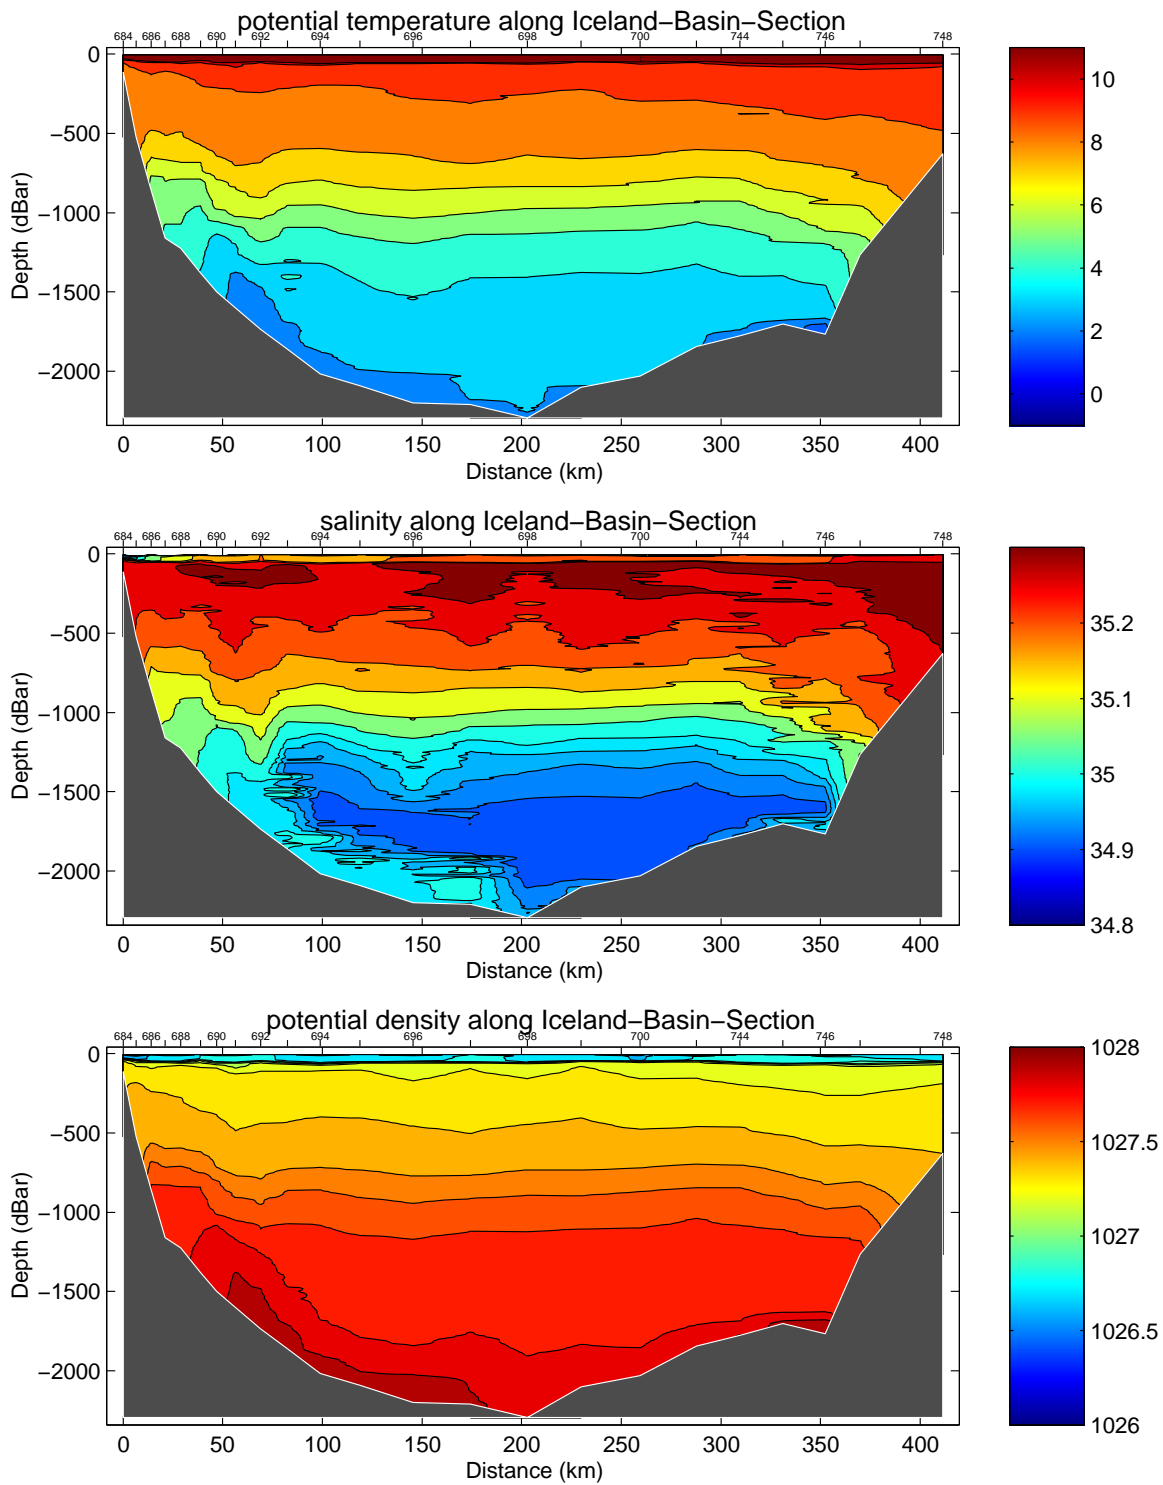 potential temperature along Iceland−Basin−Section
684 686 688 690 692 694 696 698 700 744 746 748
0
−500
−1000
−1500
−2000
Depth (dBar)
0 50 100 150 200 250 300 350 400
Distance (km)
10
8
6
4
2
0
salinity along Iceland−Basin−Section
684 686 688 690 692 694 696 698 700 744 746 748
0
−500
−1000
−1500
−2000
Depth (dBar)
0 50 100 150 200 250 300 350 400
Distance (km)
35.2
35.1
35
34.9
34.8
potential density along Iceland−Basin−Section
684 686 688 690 692 694 696 698 700 744 746 748
0
−500
−1000
−1500
−2000
Depth (dBar)
0 50 100 150 200 250 300 350 400
Distance (km)
1028
1027.5
1027
1026.5
1026